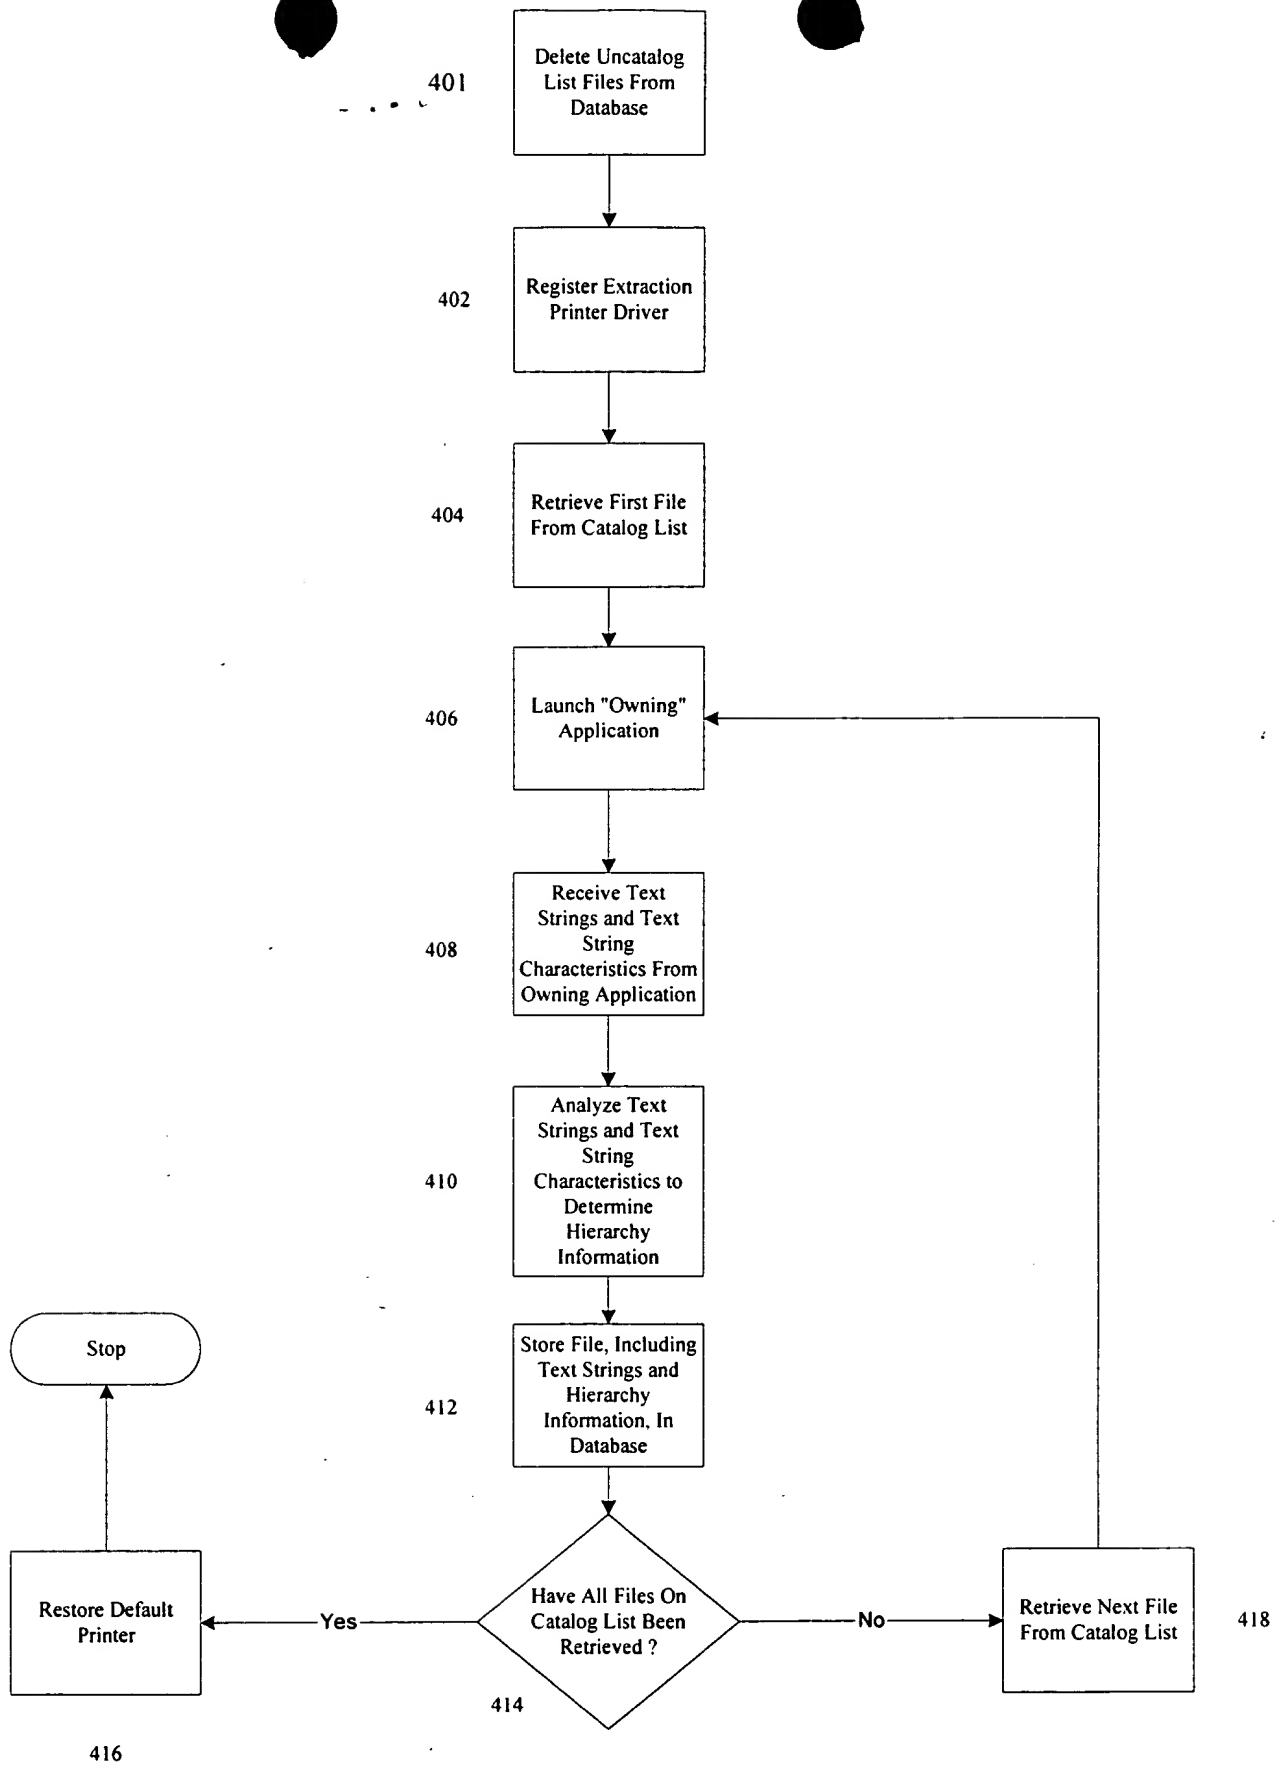 Delete Uncatalog
List Files From
Database
401
Register Extraction
Printer Driver
402
Retrieve First File
From Catalog List
404
Launch "Owning"
Application
406
Receive Text
Strings and Text
String
Characteristics From
Owning Application
408
Analyze Text
Strings and Text
String
Characteristics to
Determine
Hierarchy
Information
410
Stop
Store File, Including
Text Strings and
Hierarchy
Information, In
Database
412
Have All Files On
Catalog List Been
Retrieved ?
414
Yes
No
Restore Default
Printer
416
Retrieve Next File
From Catalog List
418